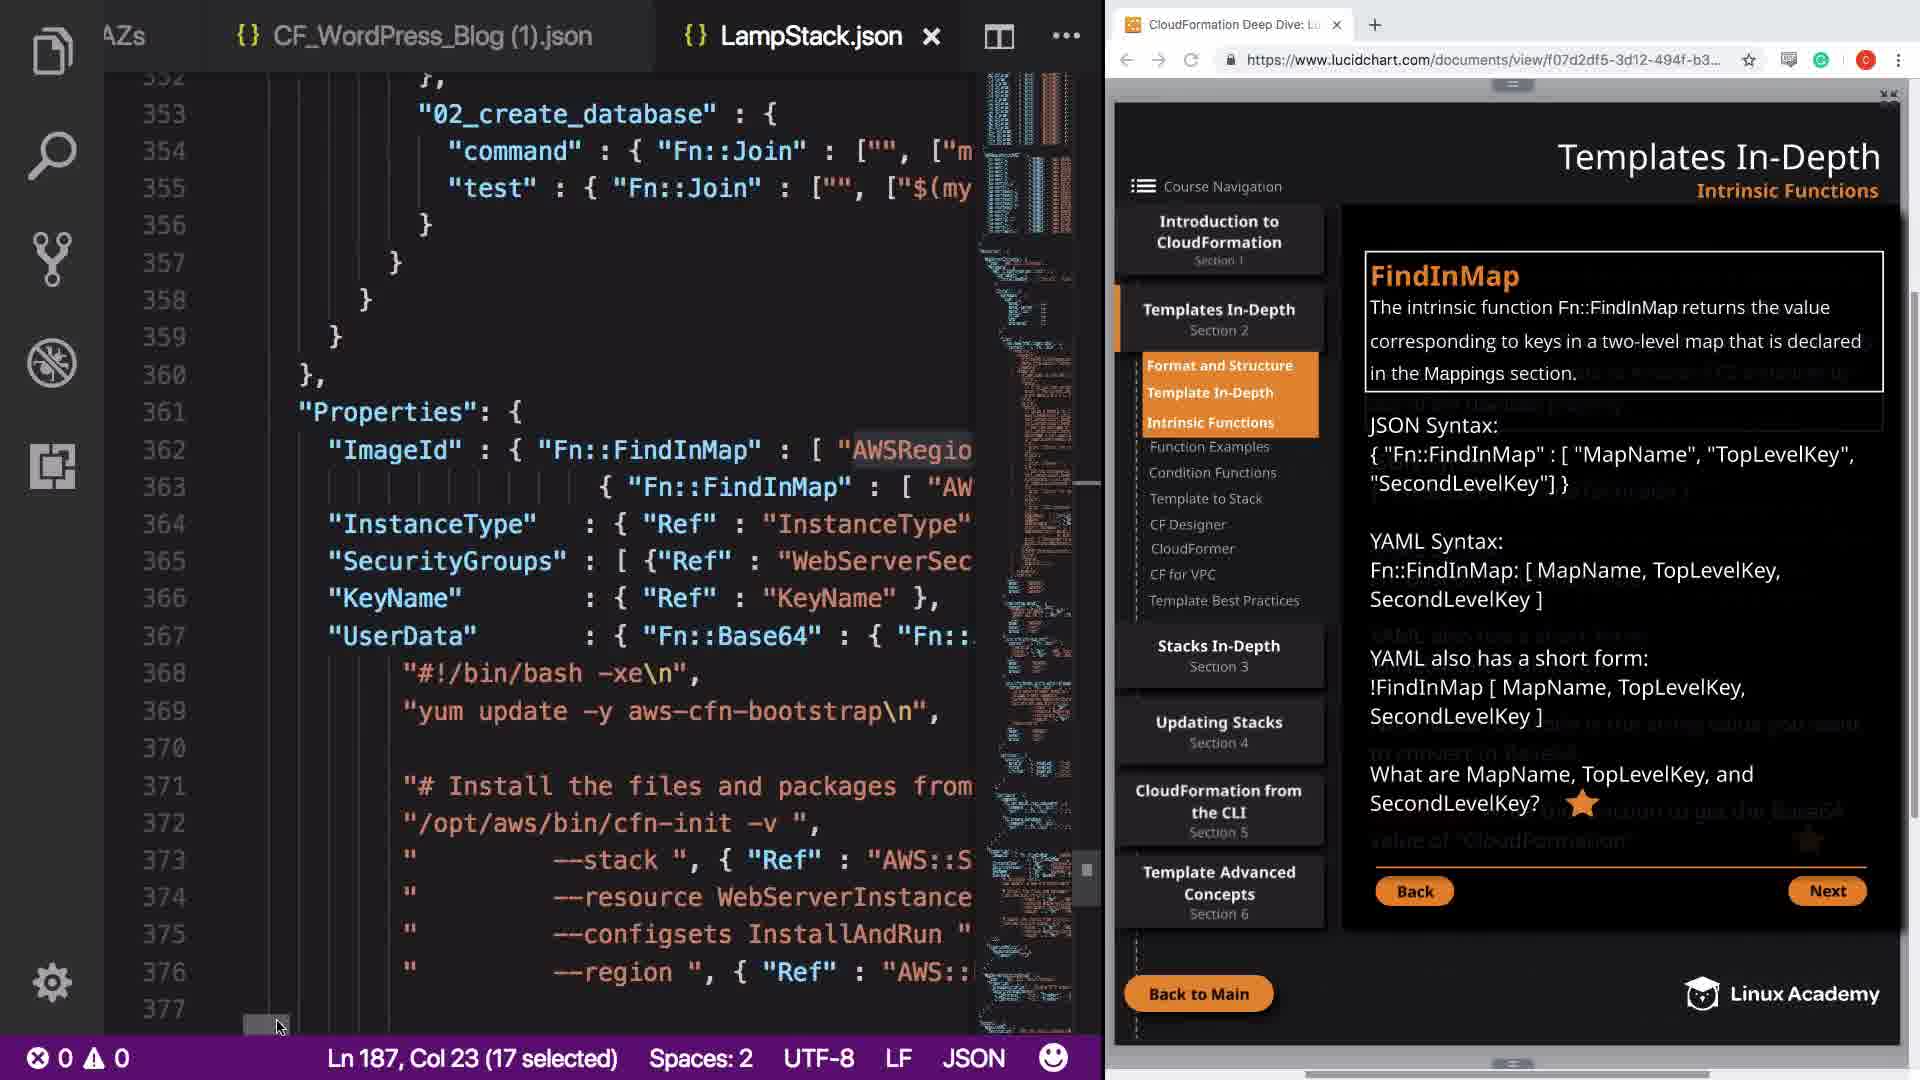 AZs
{} CF_WordPress_Blog (1).json
{} LampStack.json
352 },
353 "02_create_database" : {
354 "command" : { "Fn::Join" : ["", ["m
355 "test" : { "Fn::Join" : ["", ["$(my
356 }
357 }
358 }
359 }
360 },
361 "Properties": {
362 "ImageId" : { "Fn::FindInMap" : [ "AWSRegio
363 { "Fn::FindInMap" : [ "AW
364 "InstanceType" : { "Ref" : "InstanceType"
365 "SecurityGroups" : [ {"Ref" : "WebServerSec
366 "KeyName" : { "Ref" : "KeyName" },
367 "UserData" : { "Fn::Base64" : { "Fn::
368 "#!/bin/bash -xe\n",
369 "yum update -y aws-cfn-bootstrap\n",
370
371 "# Install the files and packages from
372 "/opt/aws/bin/cfn-init -v ",
373 " --stack ", { "Ref" : "AWS::S
374 " --resource WebServerInstance
375 " --configsets InstallAndRun "
376 " --region ", { "Ref" : "AWS::
377
0 0 Ln 187, Col 23 (17 selected) Spaces: 2 UTF-8 LF JSON
CloudFormation Deep Dive: Lu
https://www.lucidchart.com/documents/view/f07d2df5-3d12-494f-b3...
C
Templates In-Depth
Intrinsic Functions
Course Navigation
Introduction to
CloudFormation
Section 1
Templates In-Depth
Section 2
Format and Structure
Template In-Depth
Intrinsic Functions
Function Examples
Condition Functions
Template to Stack
CF Designer
CloudFormer
CF for VPC
Template Best Practices
Stacks In-Depth
Section 3
Updating Stacks
Section 4
CloudFormation from
the CLI
Section 5
Template Advanced
Concepts
Section 6
Back to Main
FindInMap
The intrinsic function Fn::FindInMap returns the value
corresponding to keys in a two-level map that is declared
in the Mappings section.
JSON Syntax:
{ "Fn::FindInMap" : [ "MapName", "TopLevelKey",
"SecondLevelKey"] }
YAML Syntax:
Fn::FindInMap: [ MapName, TopLevelKey,
SecondLevelKey ]
YAML also has a short form:
!FindInMap [ MapName, TopLevelKey,
SecondLevelKey ]
What are MapName, TopLevelKey, and
SecondLevelKey?
Back
Next
Linux Academy